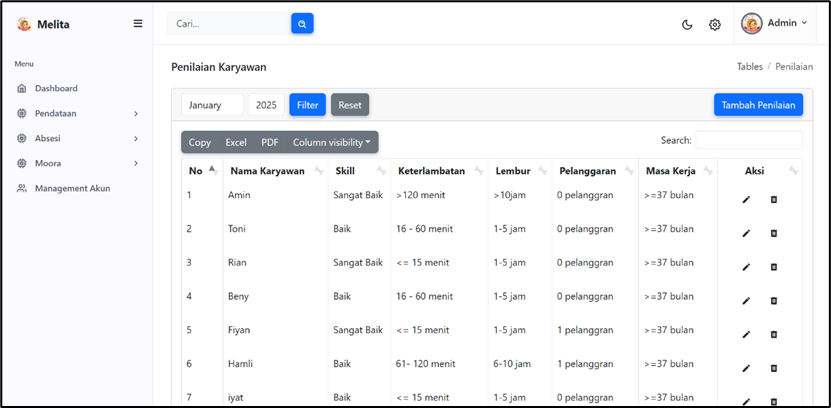 Melita
Cari...
Admin
Menu
Dashboard
Pendataan
Absesi
Moora
Management Akun
Penilaian Karyawan
Tables / Penilaian
January 2025 Filter Reset
Tambah Penilaian
Copy Excel PDF Column visibility
Search:
No Nama Karyawan Skill Keterlambatan Lembur Pelanggaran Masa Kerja Aksi
1 Amin Sangat Baik >120 menit >10jam 0 pelanggran >=37 bulan
2 Toni Baik 16 - 60 menit 1-5 jam 0 pelanggran >=37 bulan
3 Rian Sangat Baik <= 15 menit 1-5 jam 0 pelanggran >=37 bulan
4 Beny Baik 16 - 60 menit 1-5 jam 0 pelanggran >=37 bulan
5 Fiyan Sangat Baik <= 15 menit 1-5 jam 1 pelanggran >=37 bulan
6 Hamli Baik 61- 120 menit 6-10 jam 1 pelanggran >=37 bulan
7 iyat Baik <= 15 menit 1-5 jam 0 pelanggran >=37 bulan